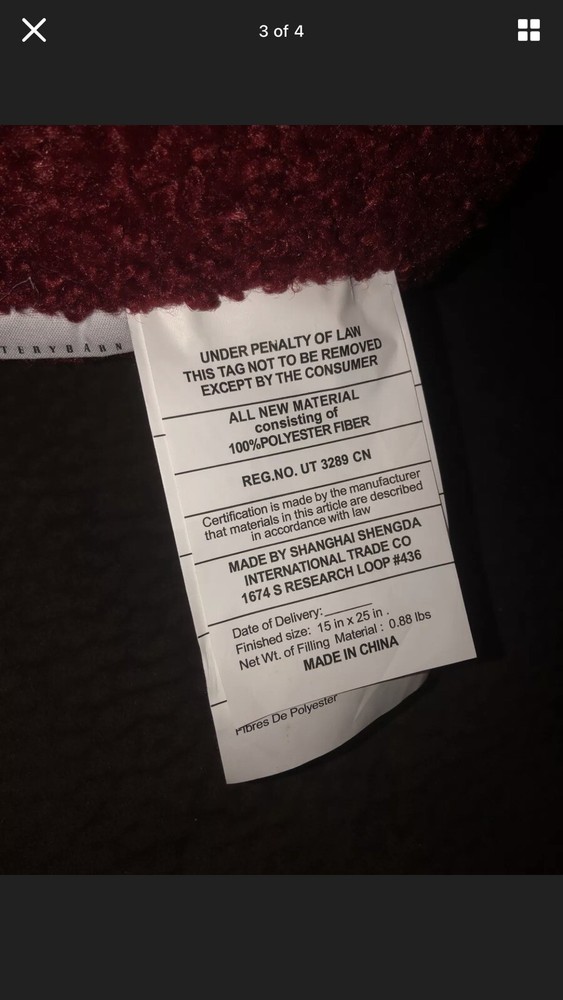 3 of 4
TERYBARN
UNDER PENALTY OF LAW
THIS TAG NOT TO BE REMOVED
EXCEPT BY THE CONSUMER
ALL NEW MATERIAL
consisting of
100%POLYESTER FIBER
REG.NO. UT 3289 CN
Certification is made by the manufacturer
that materials in this article are described
in accordance with law
MADE BY SHANGHAI SHENGDA
INTERNATIONAL TRADE CO
1674 S RESEARCH LOOP #436
Date of Delivery:________
Finished size: 15 in x 25 in .
Net Wt. of Filling Material : 0.88 lbs
MADE IN CHINA
Fibres De Polyester